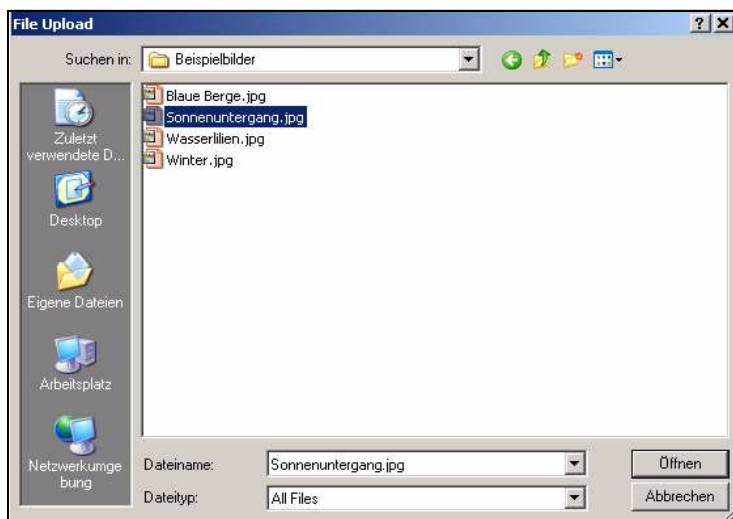 File Upload
Suchen in: Beispielbilder
Blaue Berge.jpg
Sonnenuntergang.jpg
Wasserlilien.jpg
Winter.jpg
Zuletzt
verwendete D...
Desktop
Eigene Dateien
Arbeitsplatz
Netzwerkumge
bung
Dateiname: Sonnenuntergang.jpg Öffnen
Dateityp: All Files Abbrechen